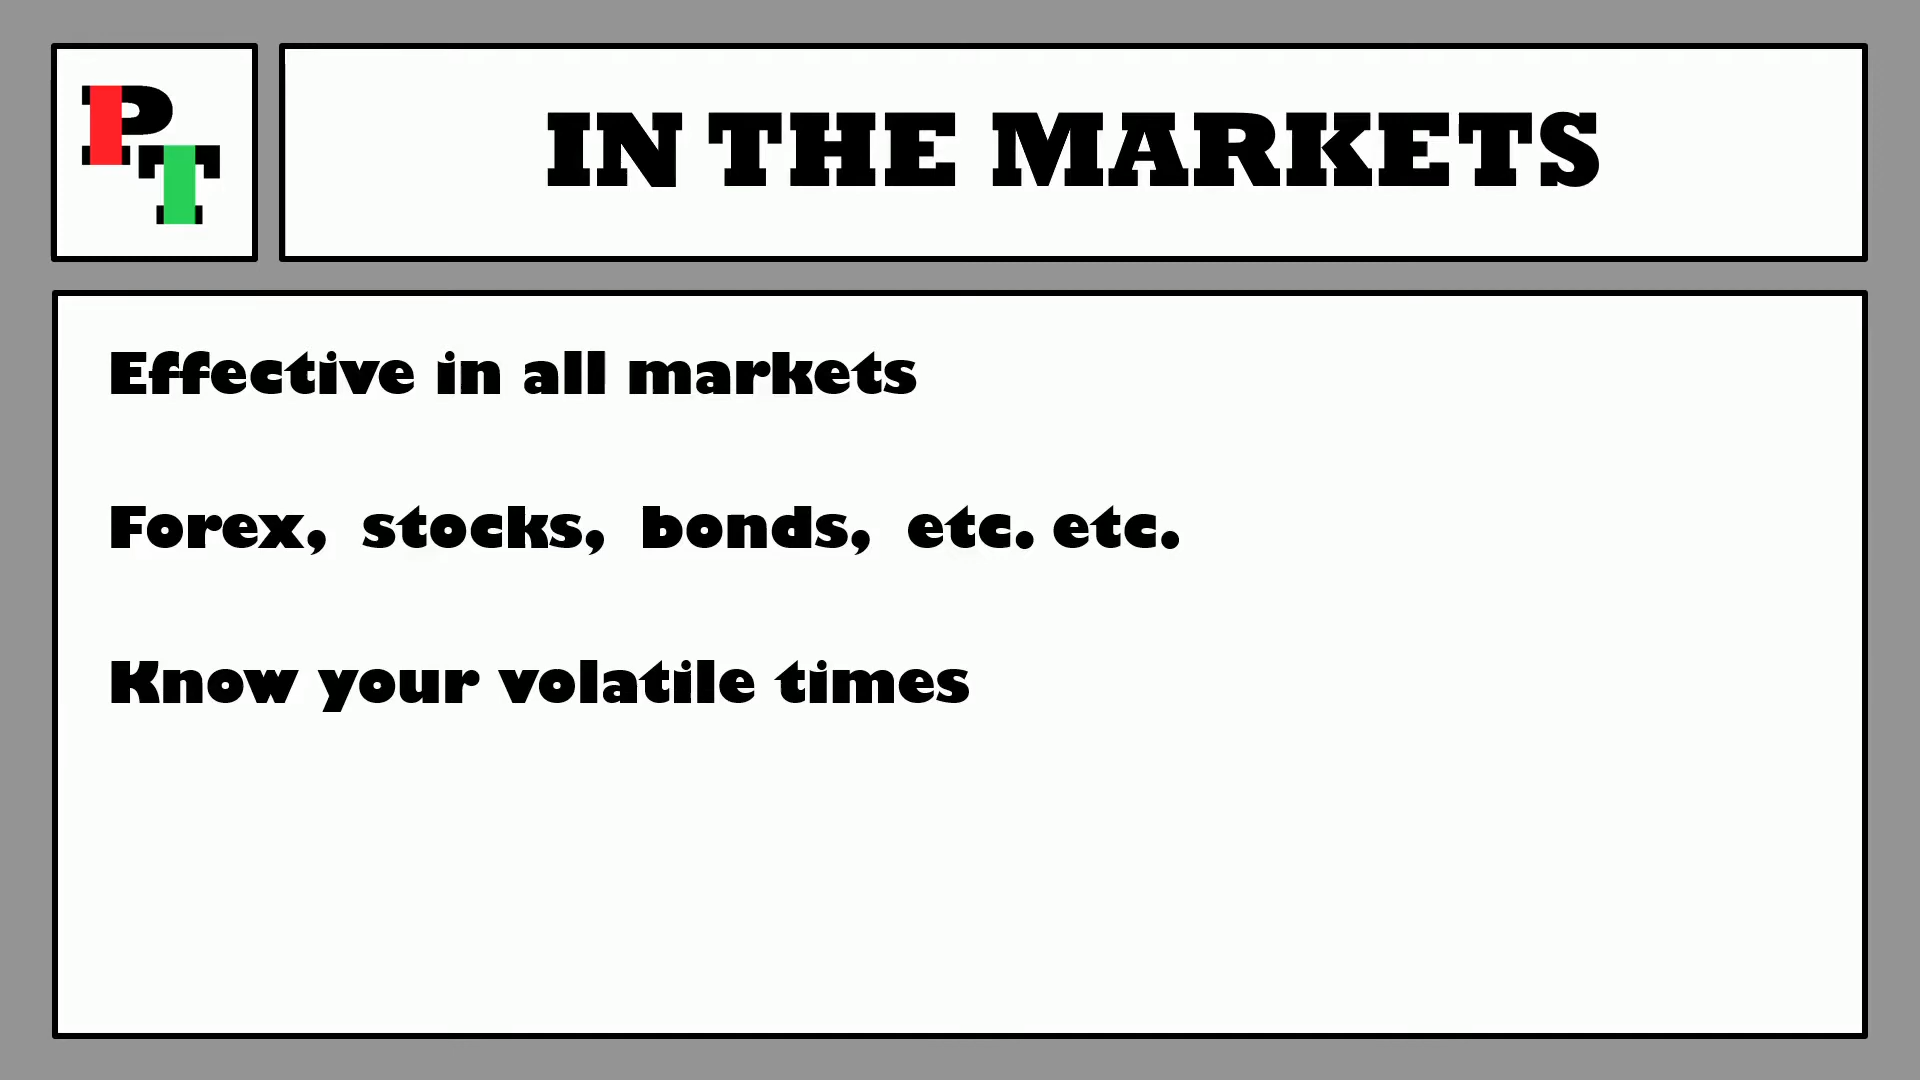 PT
IN THE MARKETS
Effective in all markets
Forex, stocks, bonds, etc. etc.
Know your volatile times